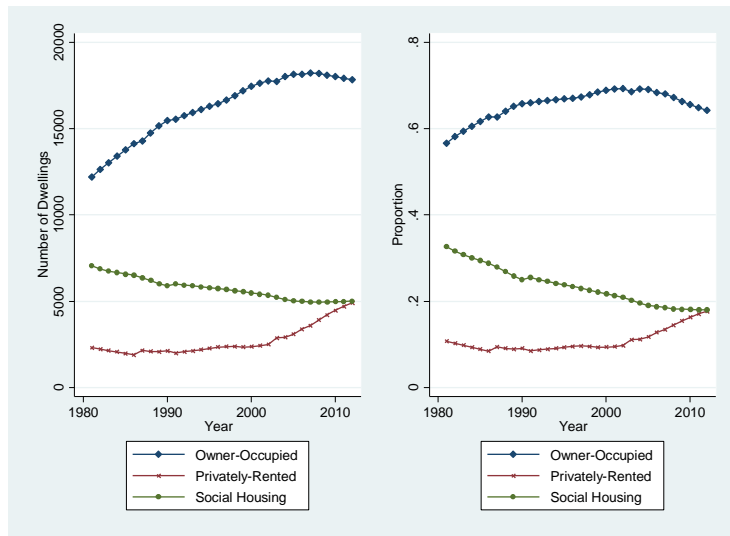 Number of Dwellings
20000
15000
10000
5000
0
1980
1990
2000
2010
Year
Owner-Occupied
Privately-Rented
Social Housing
Proportion
.8
.6
.4
.2
0
1980
1990
2000
2010
Year
Owner-Occupied
Privately-Rented
Social Housing